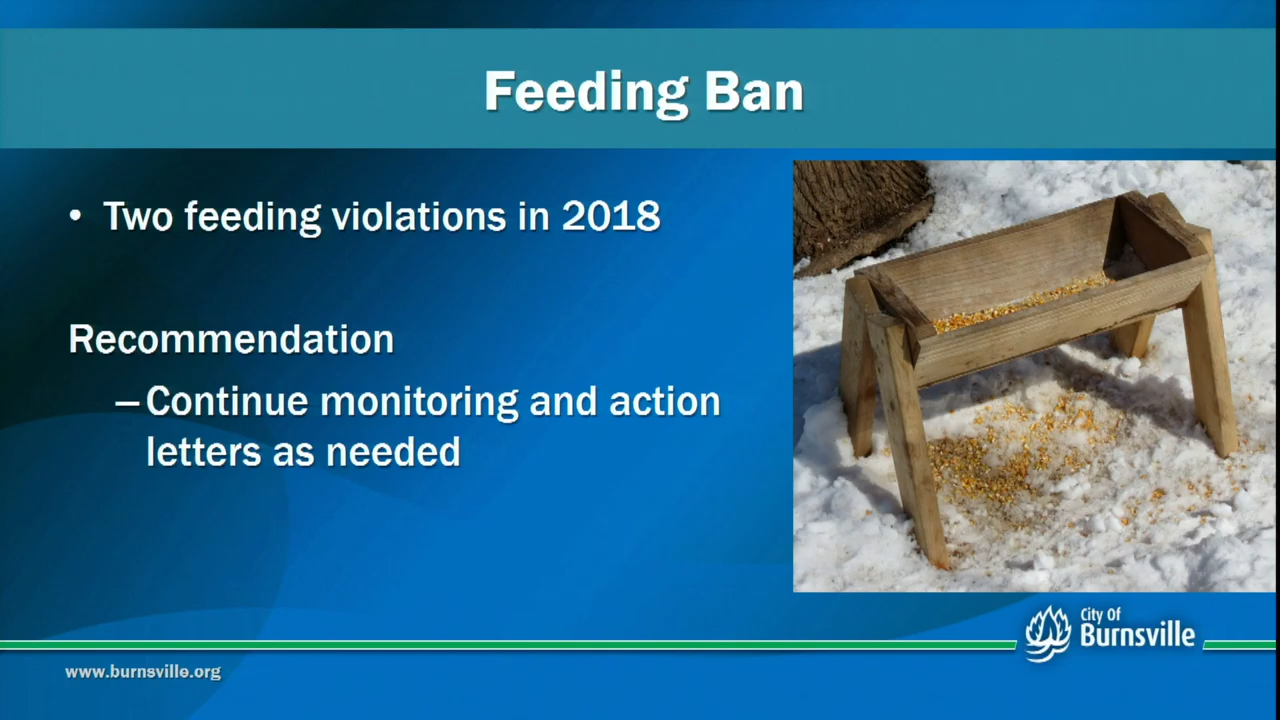 Feeding Ban
• Two feeding violations in 2018
Recommendation
– Continue monitoring and action
letters as needed
City Of
Burnsville
www.burnsville.org